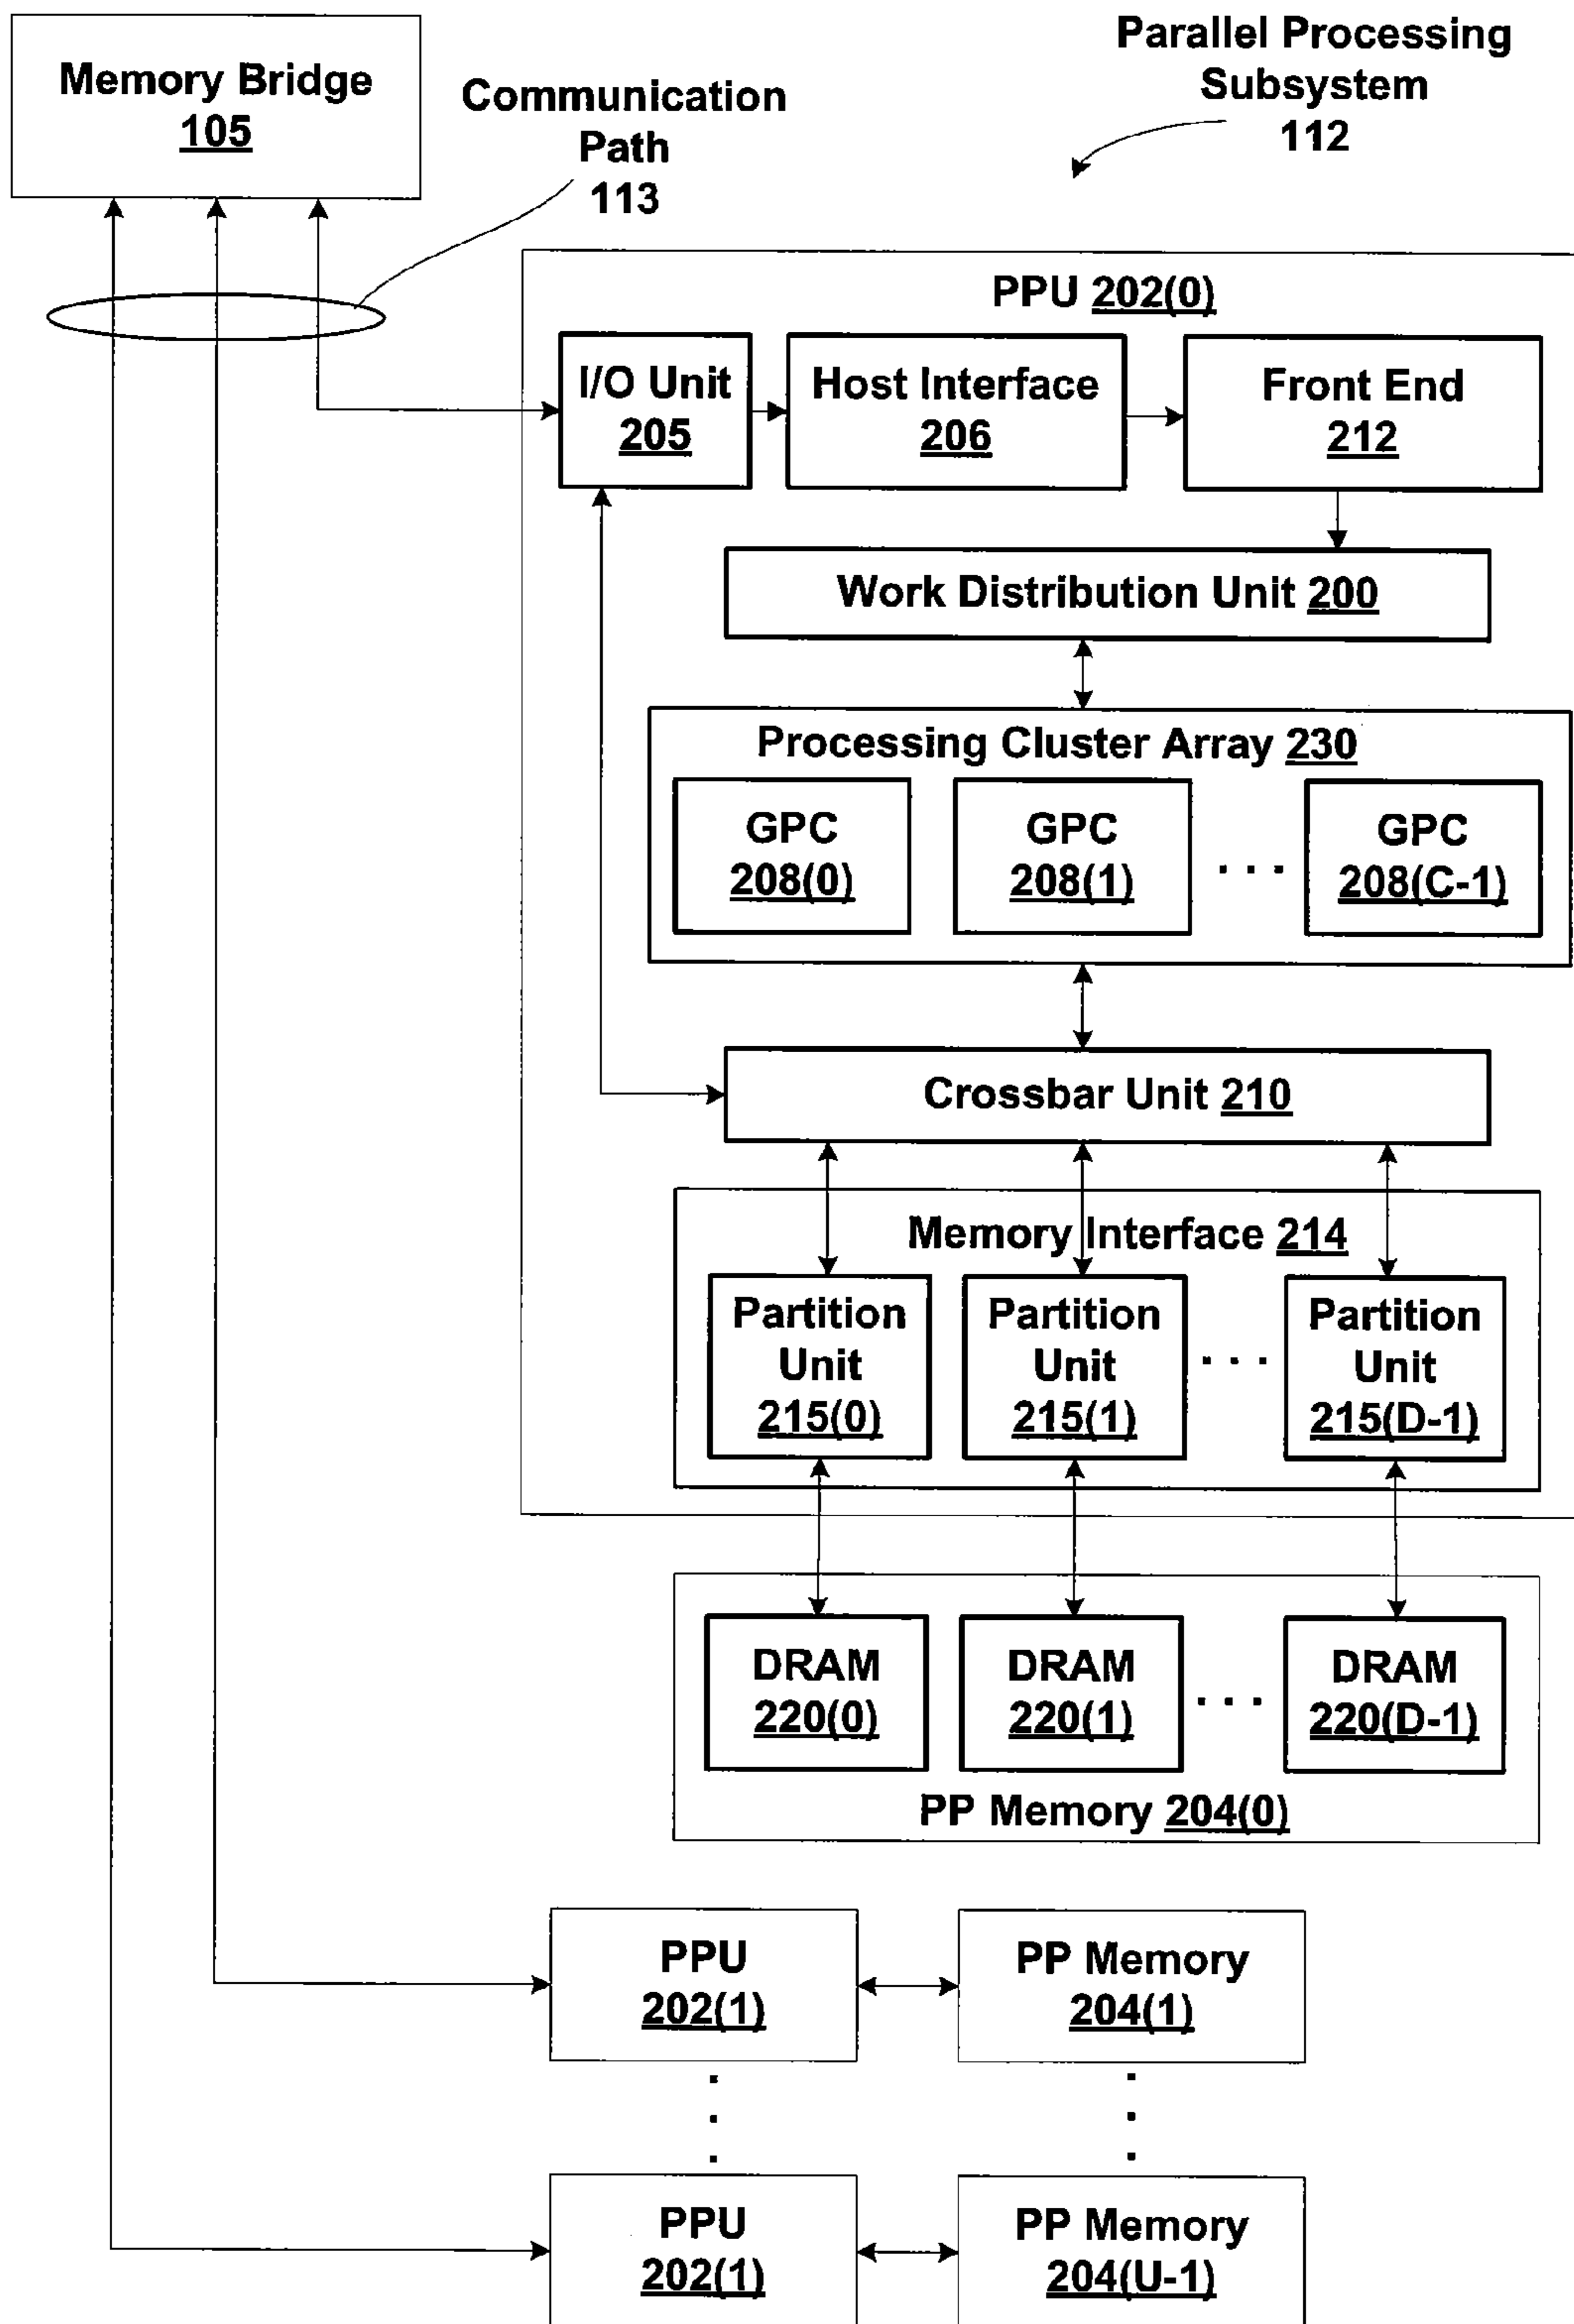 Memory Bridge
105
Communication
Path
113
Parallel Processing
Subsystem
112
PPU 202(0)
I/O Unit
205
Host Interface
206
Front End
212
Work Distribution Unit 200
Processing Cluster Array 230
GPC
208(0)
GPC
208(1)
. . .
GPC
208(C-1)
Crossbar Unit 210
Memory Interface 214
Partition
Unit
215(0)
Partition
Unit
215(1)
. . .
Partition
Unit
215(D-1)
DRAM
220(0)
DRAM
220(1)
. . .
DRAM
220(D-1)
PP Memory 204(0)
PPU
202(1)
PP Memory
204(1)
PPU
202(1)
PP Memory
204(U-1)